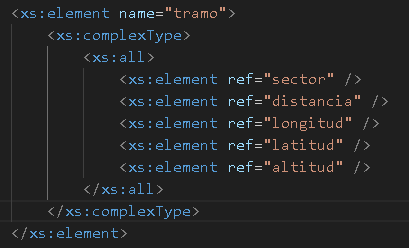 <xs:element name="tramo">
<xs:complexType>
<xs:all>
<xs:element ref="sector" />
<xs:element ref="distancia" />
<xs:element ref="longitud" />
<xs:element ref="latitud" />
<xs:element ref="altitud" />
</xs:all>
</xs:complexType>
</xs:element>